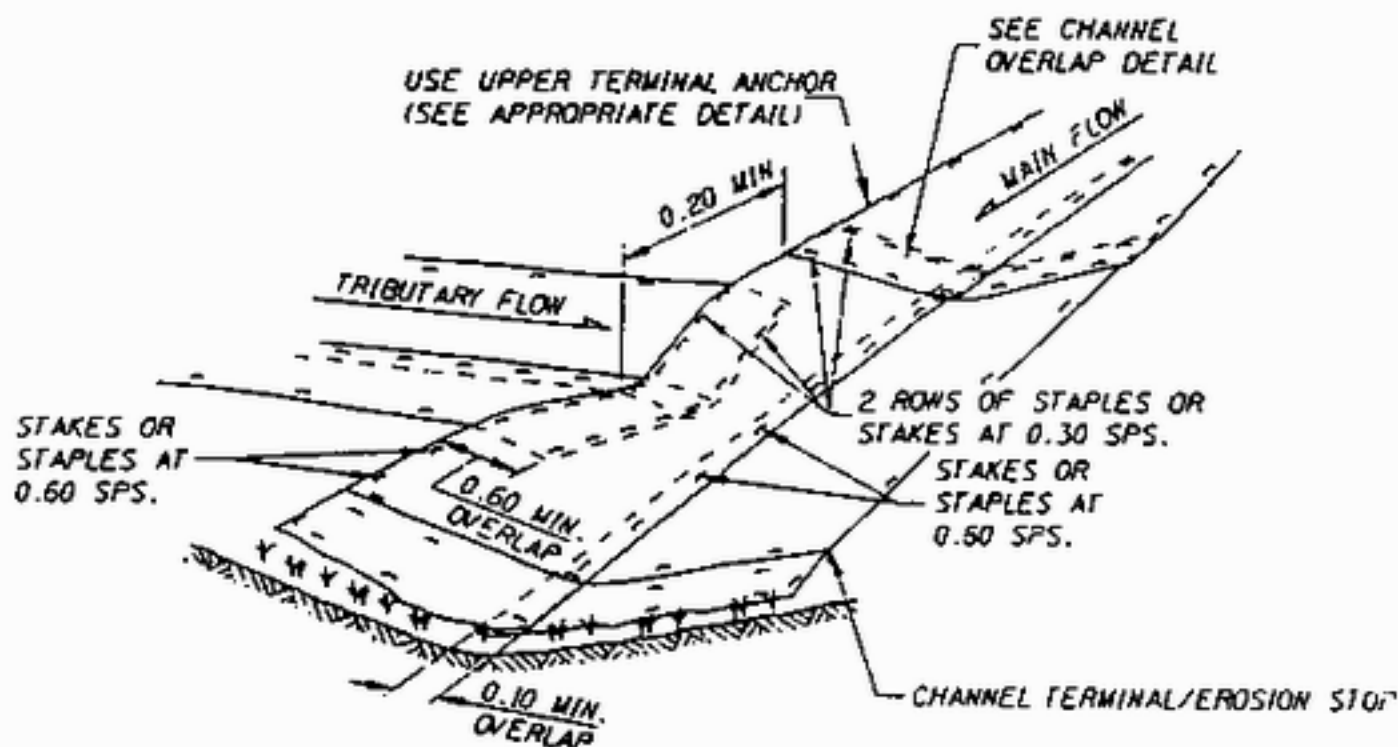 SEE CHANNEL
OVERLAP DETAIL
USE UPPER TERMINAL ANCHOR
(SEE APPROPRIATE DETAIL)
MAIN FLOW
0.20 MIN
TRIBUTARY FLOW
2 ROWS OF STAPLES OR
STAKES AT 0.30 SPS.
STAKES OR
STAPLES AT
0.60 SPS.
STAKES OR
STAPLES AT
0.60 SPS.
0.60 MIN.
OVERLAP
CHANNEL TERMINAL/EROSION STOP
0.10 MIN.
OVERLAP